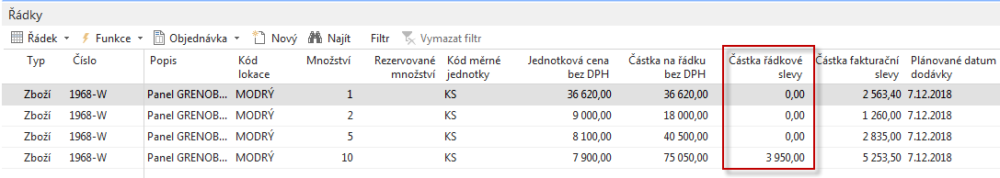 Řádky
Řádek Funkce Objednávka Nový Najít Filtr Vymazat filtr
Typ Číslo Popis Kód lokace Množství Rezervované množství Kód měrné jednotky Jednotková cena bez DPH Částka na řádku bez DPH Částka řádkové slevy Částka fakturační slevy Plánované datum dodávky
Zboží 1968-W Panel GRENOB... MODRÝ 1 KS 36 620,00 36 620,00 0,00 2 563,40 7.12.2018
Zboží 1968-W Panel GRENOB... MODRÝ 2 KS 9 000,00 18 000,00 0,00 1 260,00 7.12.2018
Zboží 1968-W Panel GRENOB... MODRÝ 5 KS 8 100,00 40 500,00 0,00 2 835,00 7.12.2018
Zboží 1968-W Panel GRENOB... MODRÝ 10 KS 7 900,00 75 050,00 3 950,00 5 253,50 7.12.2018